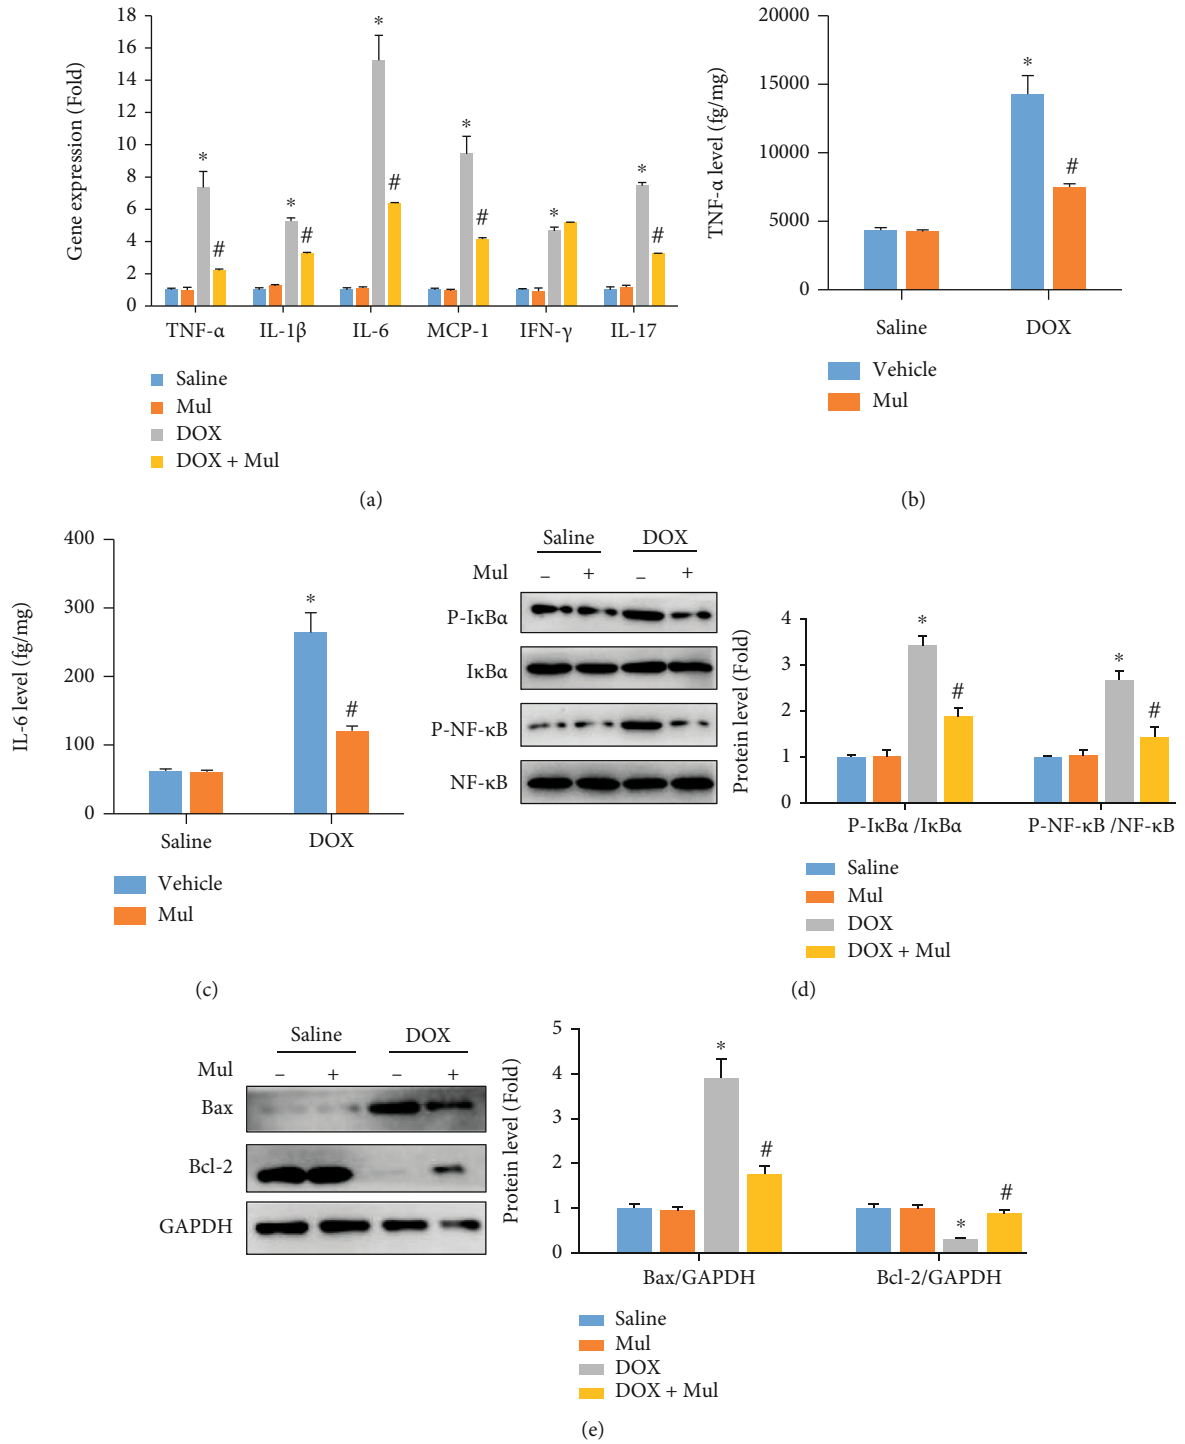 18
16
14
12
10
8
6
4
2
0
Gene expression (Fold)
* # * # * # * # * * #
TNF-α IL-1β IL-6 MCP-1 IFN-γ IL-17
Saline
Mul
DOX
DOX + Mul
(a)
20000
15000
10000
5000
0
TNF-α level (fg/mg)
* #
Saline DOX
Vehicle
Mul
(b)
400
300
200
100
0
IL-6 level (fg/mg)
* #
Saline DOX
Vehicle
Mul
(c)
Saline DOX
Mul – + – +
P-IκBα
IκBα
P-NF-κB
NF-κB
4
3
2
1
0
Protein level (Fold)
* # * #
P-IκBα /IκBα P-NF-κB /NF-κB
Saline
Mul
DOX
DOX + Mul
(d)
Saline DOX
Mul – + – +
Bax
Bcl-2
GAPDH
5
4
3
2
1
0
Protein level (Fold)
* # * #
Bax/GAPDH Bcl-2/GAPDH
Saline
Mul
DOX
DOX + Mul
(e)